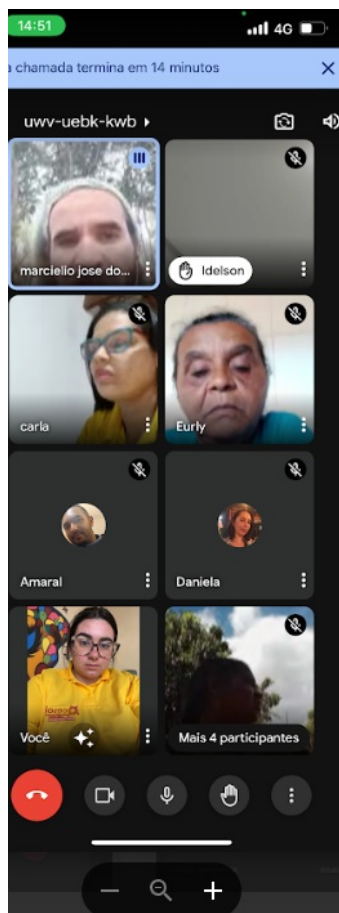 14:51
4G
a chamada termina em 14 minutos
uwv-uebk-kwb
marcielio jose do...
Idelson
carla
Eurly
Amaral
Daniela
Você
Mais 4 participantes